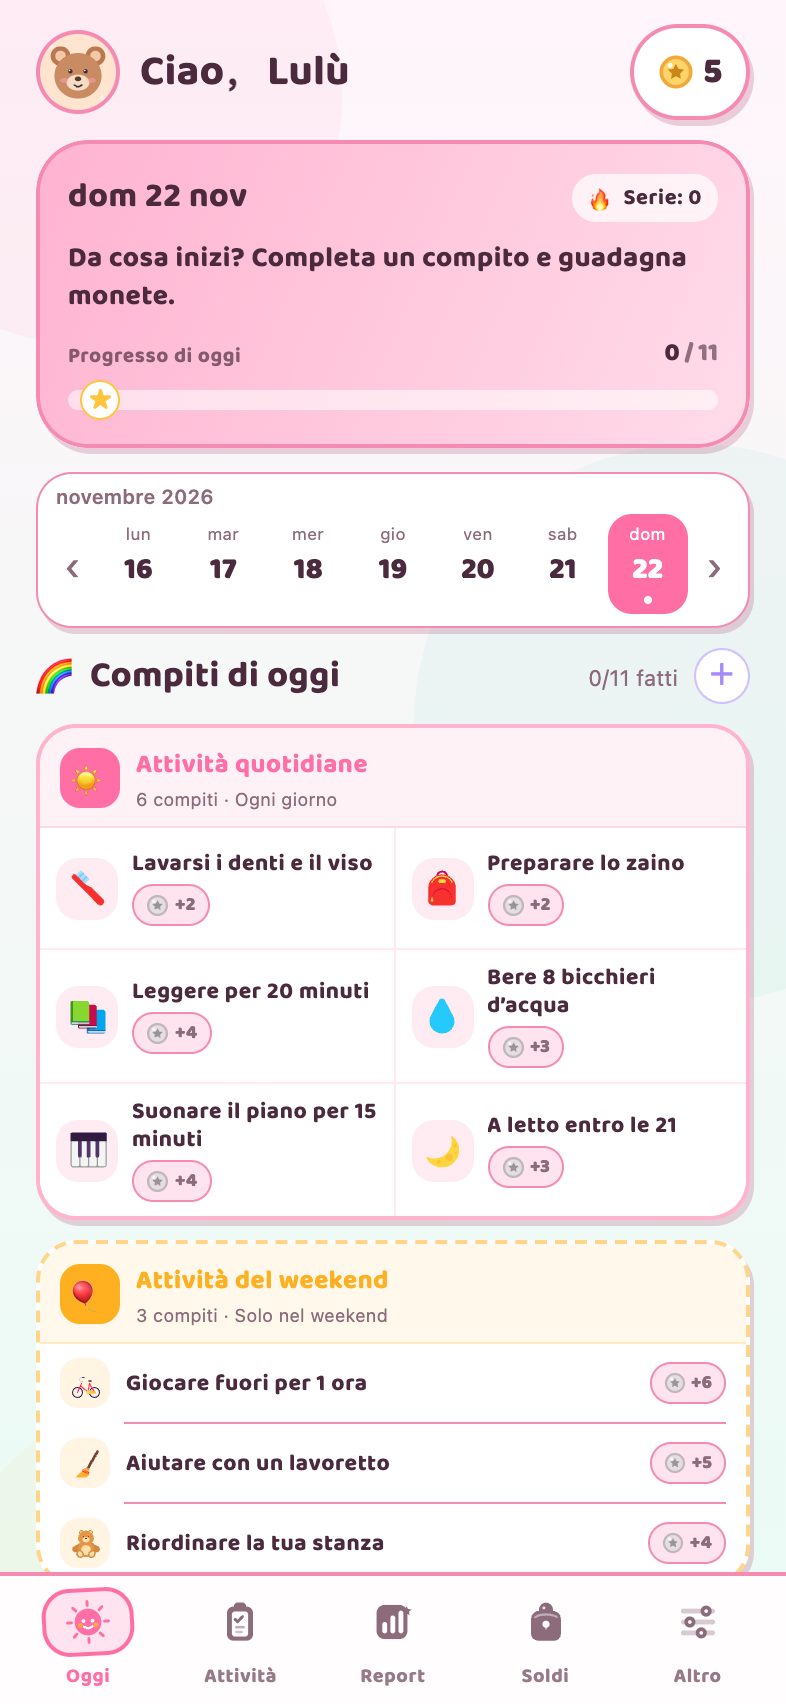 Ciao, Lulù
5
dom 22 nov
Serie: 0
Da cosa inizi? Completa un compito e guadagna
monete.
Progresso di oggi
0 / 11
novembre 2026
lun mar mer gio ven sab dom
‹ 16 17 18 19 20 21 22 ›
Compiti di oggi
0/11 fatti
+
Attività quotidiane
6 compiti · Ogni giorno
Lavarsi i denti e il viso
+2
Preparare lo zaino
+2
Leggere per 20 minuti
+4
Bere 8 bicchieri
d'acqua
+3
Suonare il piano per 15
minuti
+4
A letto entro le 21
+3
Attività del weekend
3 compiti · Solo nel weekend
Giocare fuori per 1 ora
+6
Aiutare con un lavoretto
+5
Riordinare la tua stanza
+4
Oggi
Attività
Report
Soldi
Altro